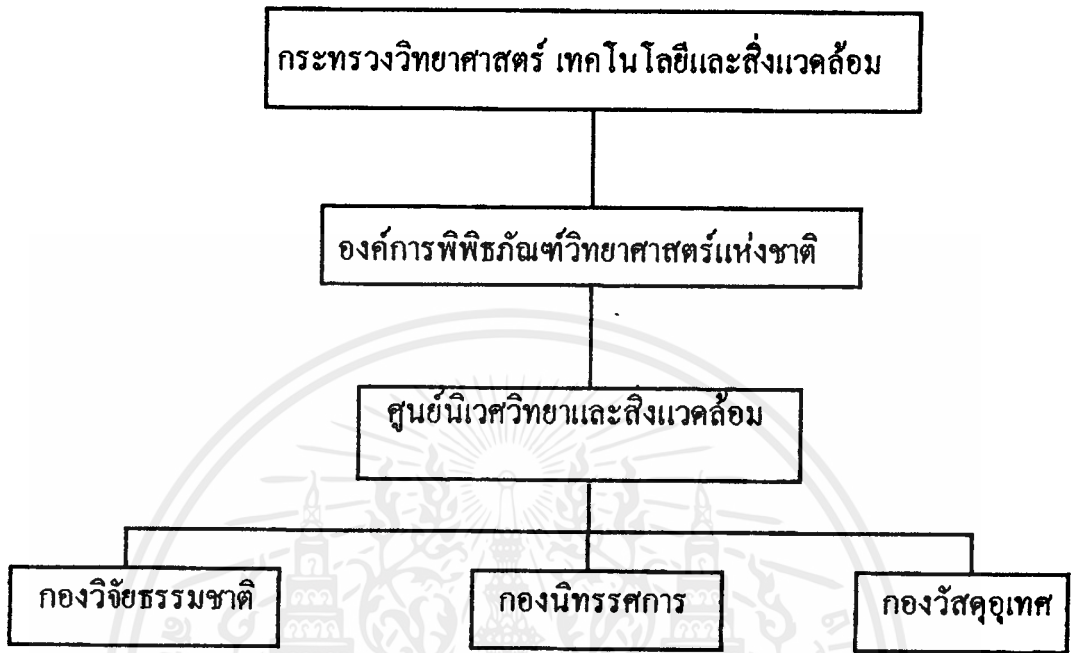 กระทรวงวิทยาศาสตร์ เทคโนโลยีและสิ่งแวดล้อม
องค์การพิพิธภัณฑ์วิทยาศาสตร์แห่งชาติ
ศูนย์นิเวศวิทยาและสิ่งแวดล้อม
กองวิจัยธรรมชาติ
กองนิทรรศการ
กองวัสดุอุเทศ